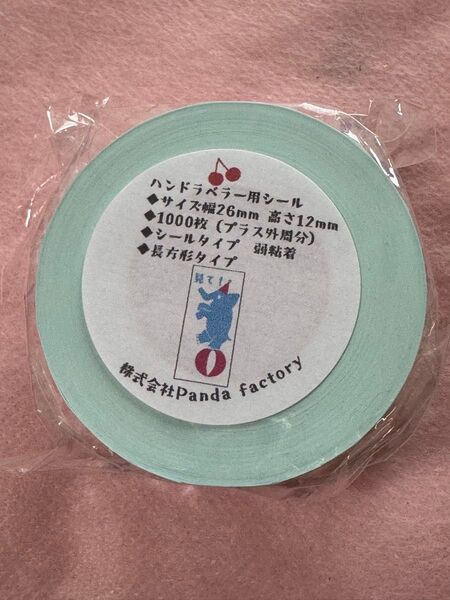 ハンドラベラー用シール
◆サイズ幅26mm 高さ12mm
◆1000枚 (プラス外周分)
◆シールタイプ 弱粘着
◆長方形タイプ
見て!
株式会社Panda factory